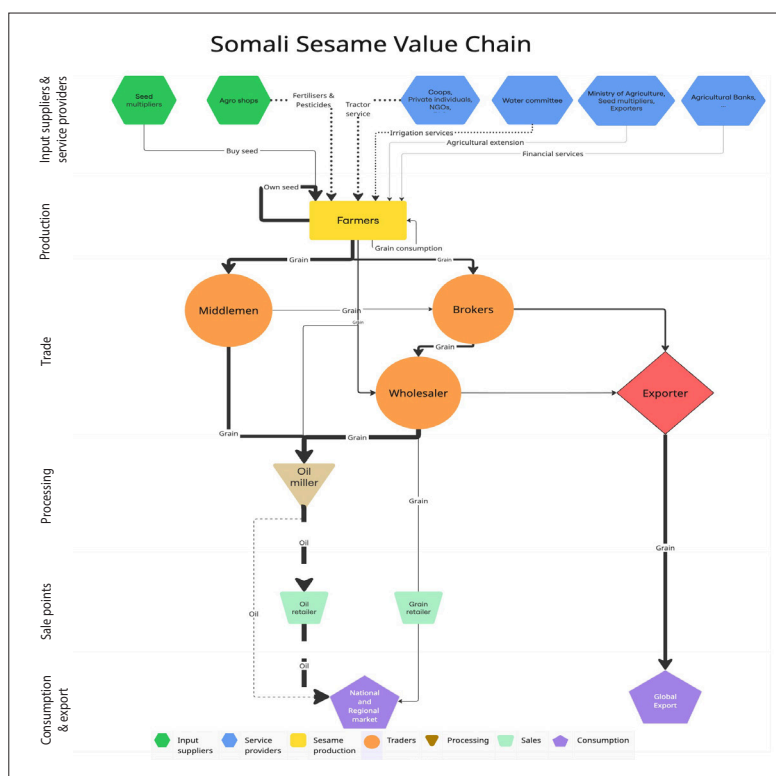 Somali Sesame Value Chain
Input suppliers &
service providers
Seed
multipliers
Agro shops
Fertilisers &
Pesticides
Tractor
service
Coops,
Private individuals,
NGOs,
Water committee
Ministry of Agriculture,
Seed multipliers,
Exporters
Agricultural Banks,
...
Irrigation services
Agricultural extension
Buy seed
Financial services
Production
Own seed
Farmers
Grain consumption
Grain
Grain
Trade
Middlemen
Grain
Brokers
Grain
Grain
Wholesaler
Exporter
Grain
Grain
Processing
Oil
miller
Grain
Oil
Grain
Sale points
Oil
retailer
Grain
retailer
Oil
Oil
Consumption
& export
National
and
Regional
market
Global
Export
Input
suppliers
Service
providers
Sesame
production
Traders
Processing
Sales
Consumption